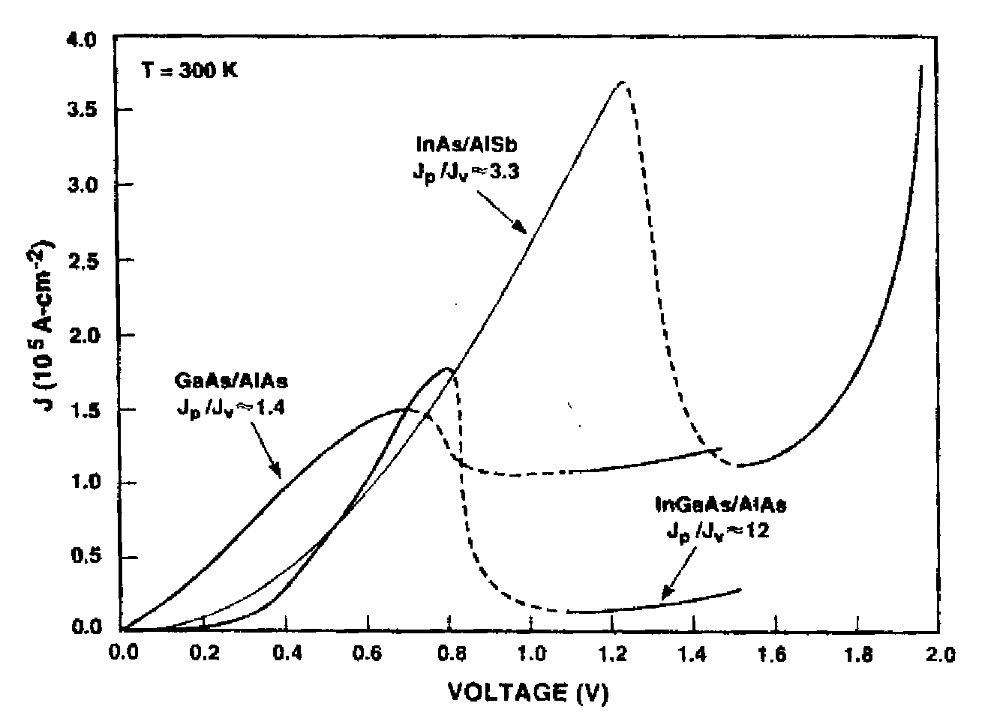 4.0
T = 300 K
3.5
InAs/AlSb
Jp/Jv≈3.3
3.0
2.5
J (10^5 A-cm^-2)
2.0
GaAs/AlAs
Jp/Jv≈1.4
1.5
1.0
InGaAs/AlAs
Jp/Jv≈12
0.5
0.0
0.0 0.2 0.4 0.6 0.8 1.0 1.2 1.4 1.6 1.8 2.0
VOLTAGE (V)